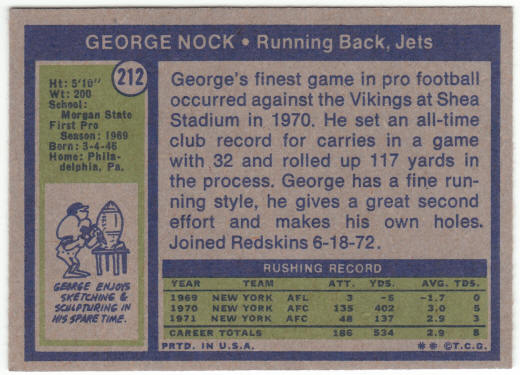 GEORGE NOCK • Running Back, Jets
212
Ht: 5'10"
Wt: 200
School:
Morgan State
First Pro
Season: 1969
Born: 3-4-46
Home: Phila-
delphia, Pa.
GEORGE ENJOYS
SKETCHING &
SCULPTURING IN
HIS SPARE TIME.
George's finest game in pro football
occurred against the Vikings at Shea
Stadium in 1970. He set an all-time
club record for carries in a game
with 32 and rolled up 117 yards in
the process. George has a fine run-
ning style, he gives a great second
effort and makes his own holes.
Joined Redskins 6-18-72.
RUSHING RECORD
YEAR TEAM ATT. YDS. AVG. TDS
1969 NEW YORK AFL 3 -5 -1.7 0
1970 NEW YORK AFC 135 402 3.0 5
1971 NEW YORK AFC 48 137 2.9 3
CAREER TOTALS 186 534 2.9 8
PRTD. IN U.S.A. ** © T.C.G.